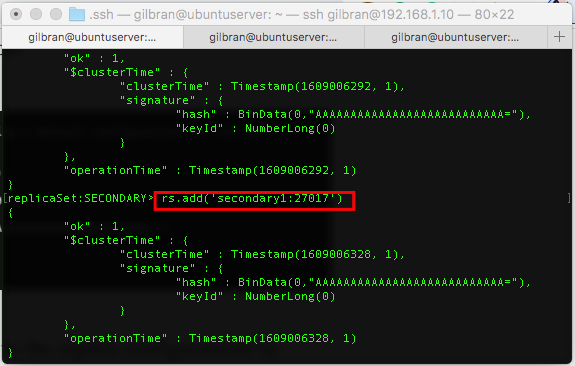 .ssh — gilbran@ubuntuserver: ~ — ssh gilbran@192.168.1.10 — 80×22
gilbran@ubuntuserver:... gilbran@ubuntuserver:... gilbran@ubuntuserver:... +
"ok" : 1,
"$clusterTime" : {
"clusterTime" : Timestamp(1609006292, 1),
"signature" : {
"hash" : BinData(0,"AAAAAAAAAAAAAAAAAAAAAAAAAAA="),
"keyId" : NumberLong(0)
}
},
"operationTime" : Timestamp(1609006292, 1)
}
[replicaSet:SECONDARY> rs.add('secondary1:27017') ]
{
"ok" : 1,
"$clusterTime" : {
"clusterTime" : Timestamp(1609006328, 1),
"signature" : {
"hash" : BinData(0,"AAAAAAAAAAAAAAAAAAAAAAAAAAA="),
"keyId" : NumberLong(0)
}
},
"operationTime" : Timestamp(1609006328, 1)
}